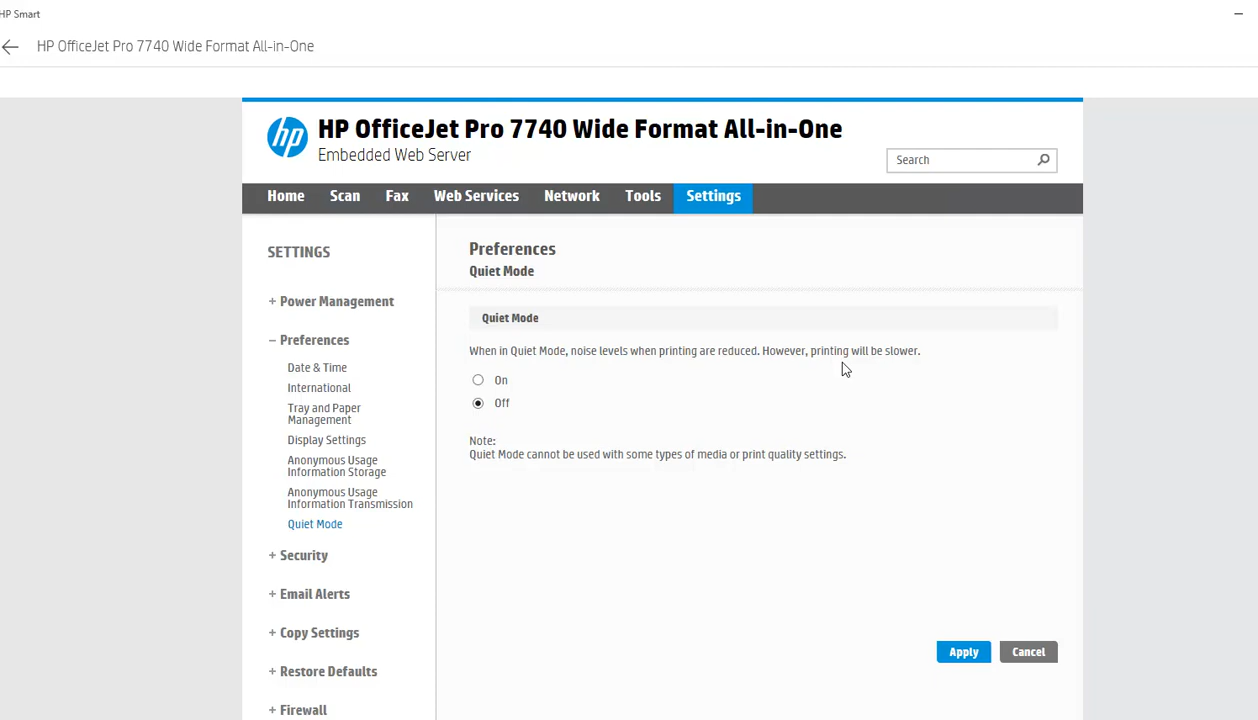 HP Smart
HP OfficeJet Pro 7740 Wide Format All-in-One
hp
HP OfficeJet Pro 7740 Wide Format All-in-One
Embedded Web Server
Search
Home Scan Fax Web Services Network Tools Settings
SETTINGS
+ Power Management
– Preferences
Date & Time
International
Tray and Paper
Management
Display Settings
Anonymous Usage
Information Storage
Anonymous Usage
Information Transmission
Quiet Mode
+ Security
+ Email Alerts
+ Copy Settings
+ Restore Defaults
+ Firewall
Preferences
Quiet Mode
Quiet Mode
When in Quiet Mode, noise levels when printing are reduced. However, printing will be slower.
On
Off
Note:
Quiet Mode cannot be used with some types of media or print quality settings.
Apply Cancel